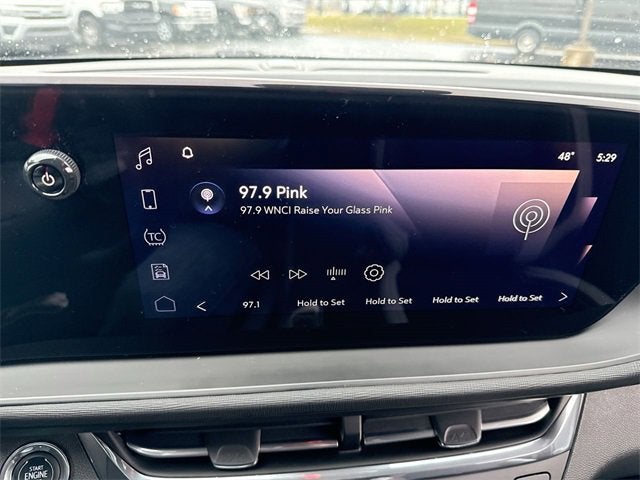 48° 5:29
97.9 Pink
97.9 WNCI Raise Your Glass Pink
TC
97.1 Hold to Set Hold to Set Hold to Set Hold to Set
START
ENGINE